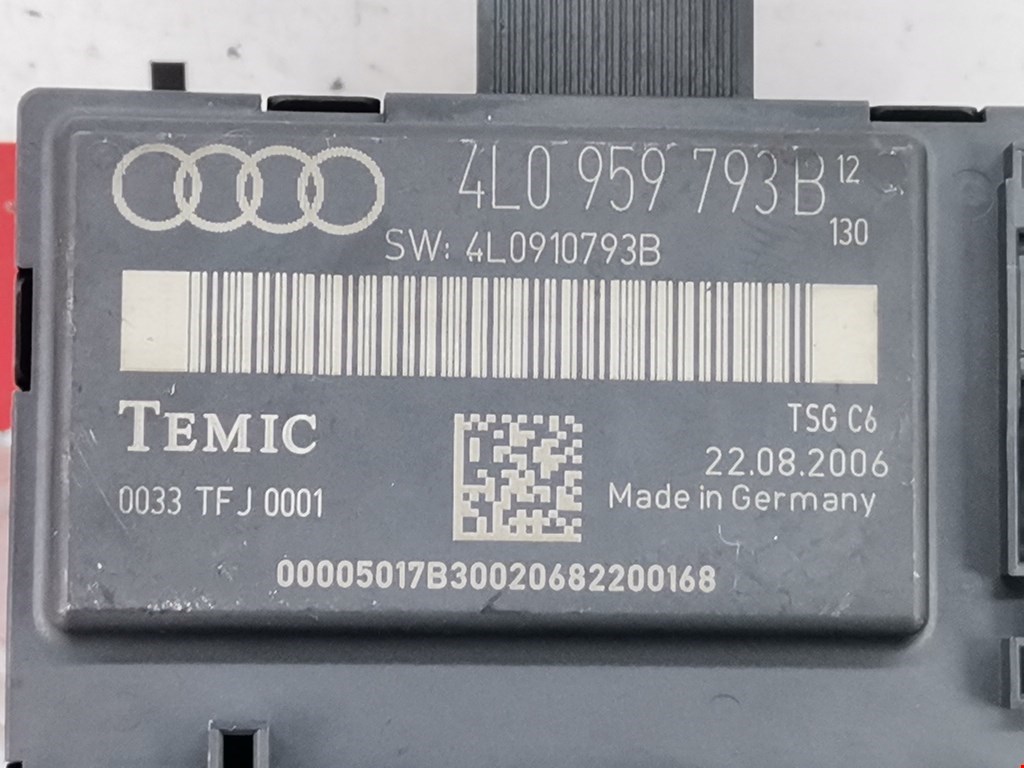 4L0 959 793 B 12
130
SW: 4L0910793B
TEMIC
TSG C6
22.08.2006
0033 TFJ 0001
Made in Germany
00005017B30020682200168